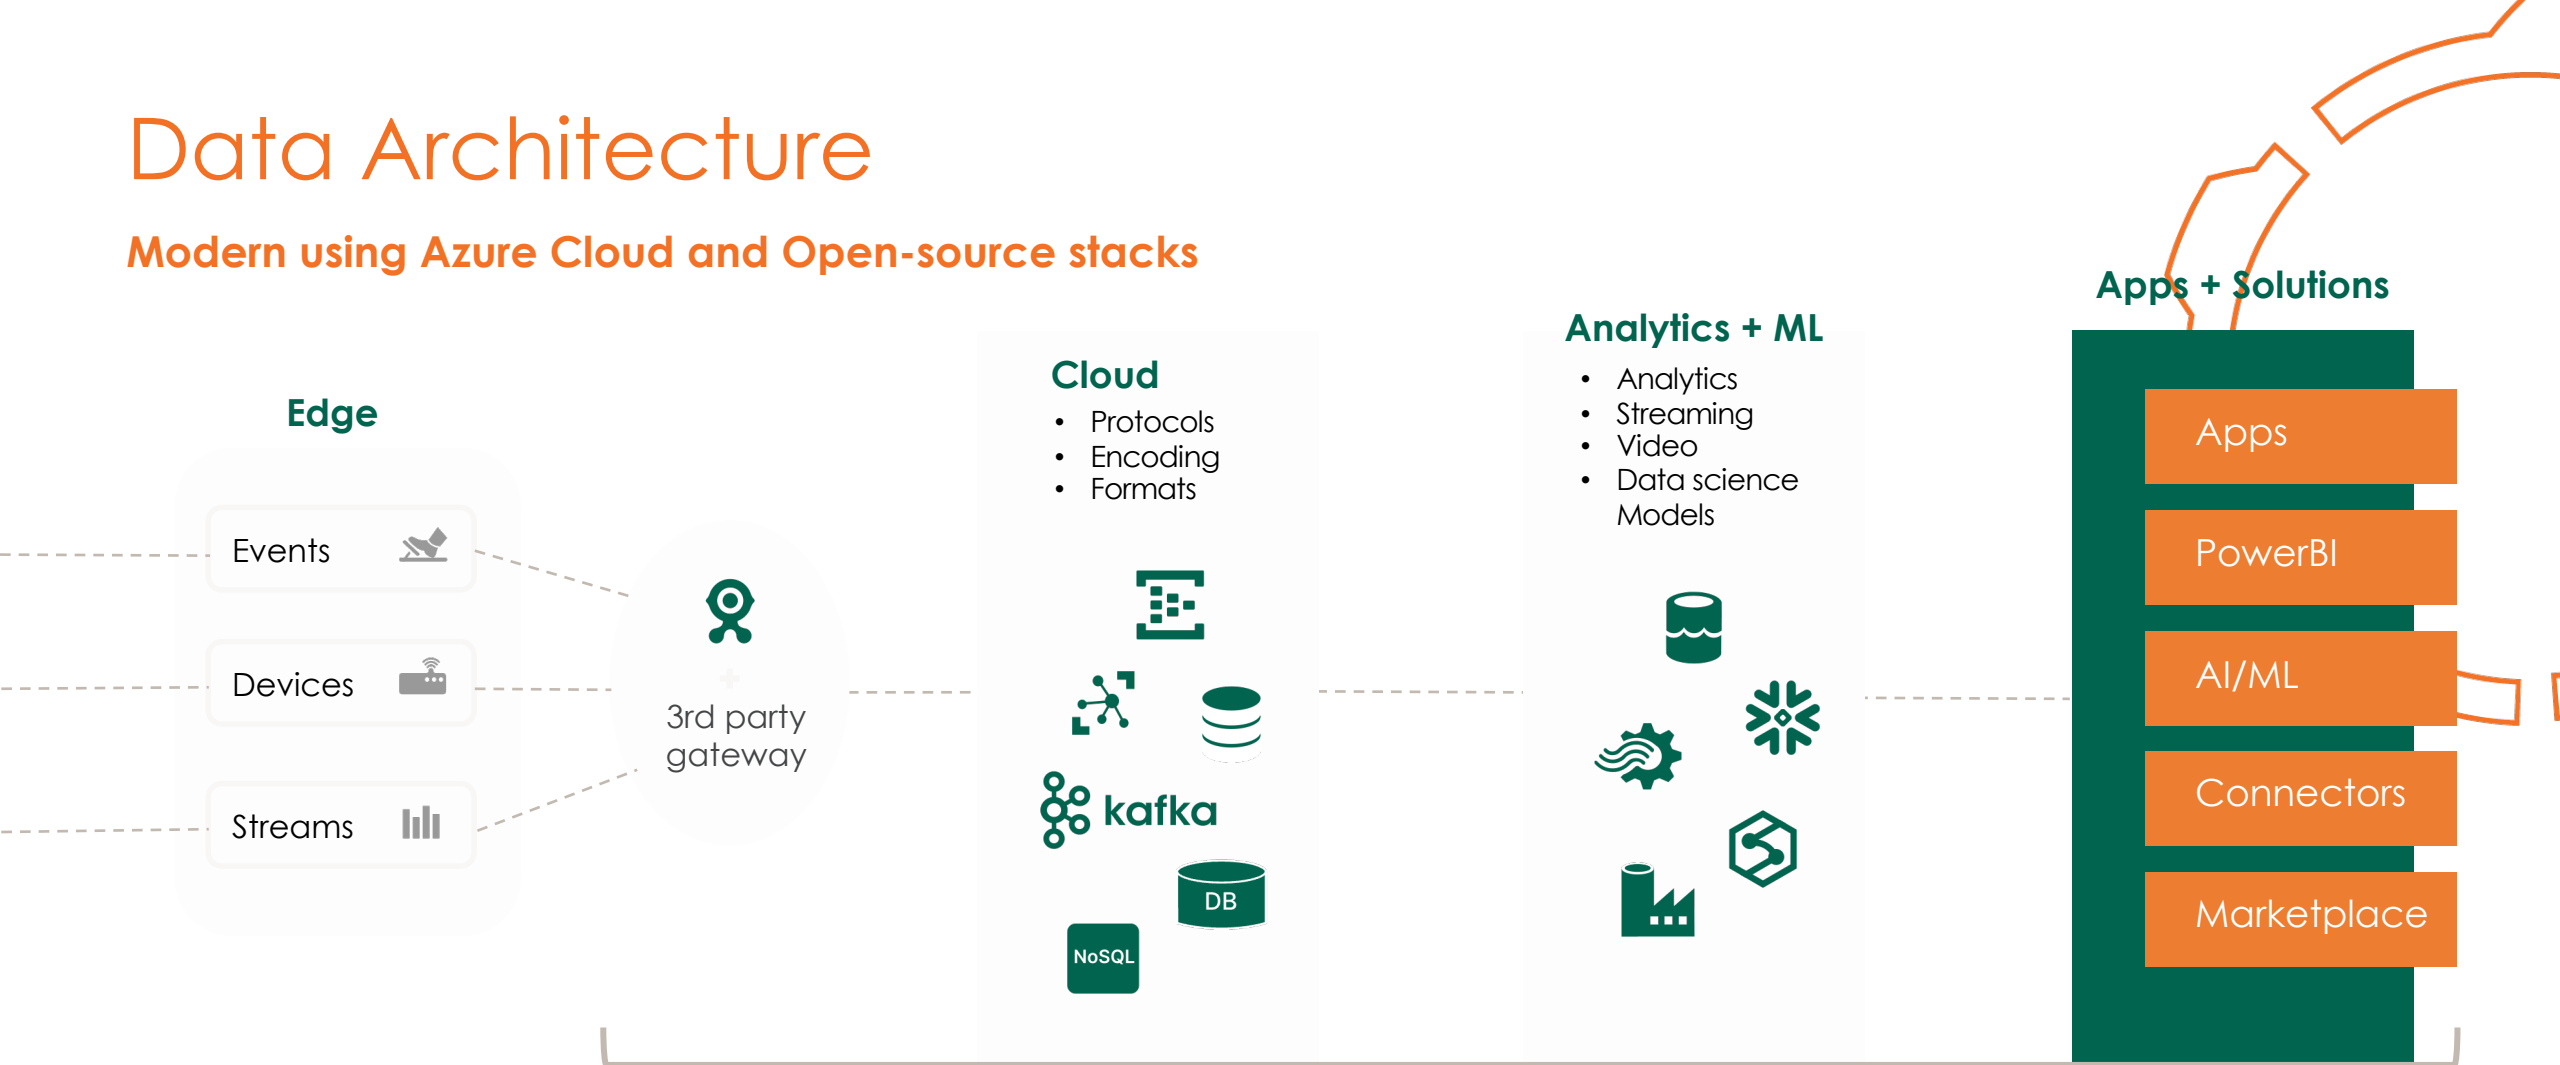 Data Architecture
Modern using Azure Cloud and Open-source stacks
Edge
Events
Devices
Streams
3rd party
gateway
Cloud
• Protocols
• Encoding
• Formats
kafka
DB
NoSQL
Analytics + ML
• Analytics
• Streaming
• Video
• Data science
Models
Apps + Solutions
Apps
PowerBI
AI/ML
Connectors
Marketplace